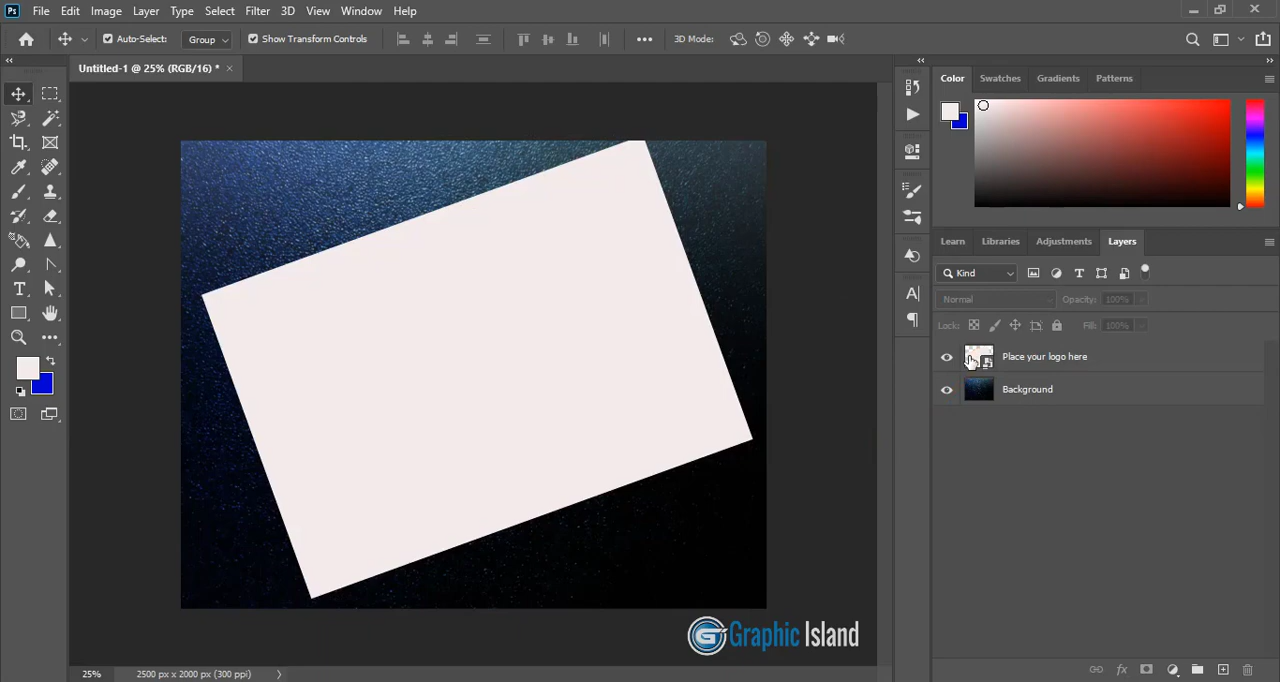 Ps File Edit Image Layer Type Select Filter 3D View Window Help
Auto-Select: Group Show Transform Controls 3D Mode:
Untitled-1 @ 25% (RGB/16) * ×
Color Swatches Gradients Patterns
Learn Libraries Adjustments Layers
Kind
Normal Opacity: 100%
Lock: Fill: 100%
Place your logo here
Background
Graphic Island
25% 2500 px x 2000 px (300 ppi)